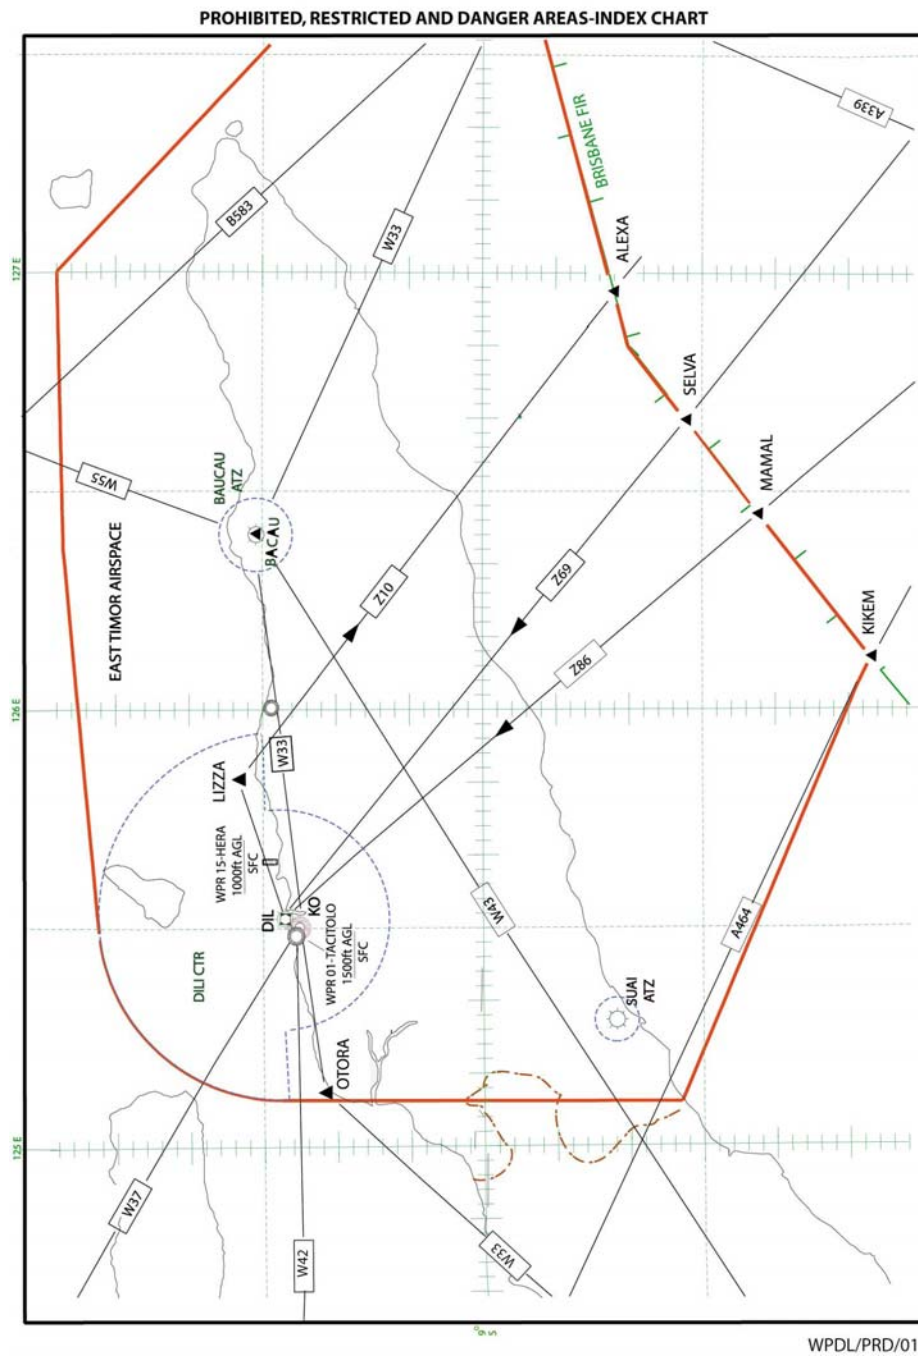 PROHIBITED, RESTRICTED AND DANGER AREAS-INDEX CHART
A339
BRISBANE FIR
B583
W33
ALEXA
127 E
SELVA
W55
BAUCAU
ATZ
MAMAL
BACAU
EAST TIMOR AIRSPACE
Z10
Z69
KIKEM
Z86
126 E
W33
LIZZA
WPR 15-HERA
1000ft AGL
SFC
DIL
KO
W43
A464
WPR 01-TACITOLO
1500ft AGL
SFC
DILI CTR
SUAI
ATZ
OTORA
125 E
W37
W42
W33
9°
S
WPDL/PRD/01